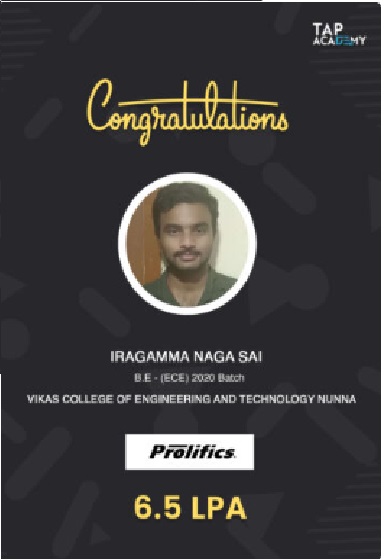 TAP
ACADEMY
Congratulations
IRAGAMMA NAGA SAI
B.E - (ECE) 2020 Batch
VIKAS COLLEGE OF ENGINEERING AND TECHNOLOGY NUNNA
Prolifics
6.5 LPA